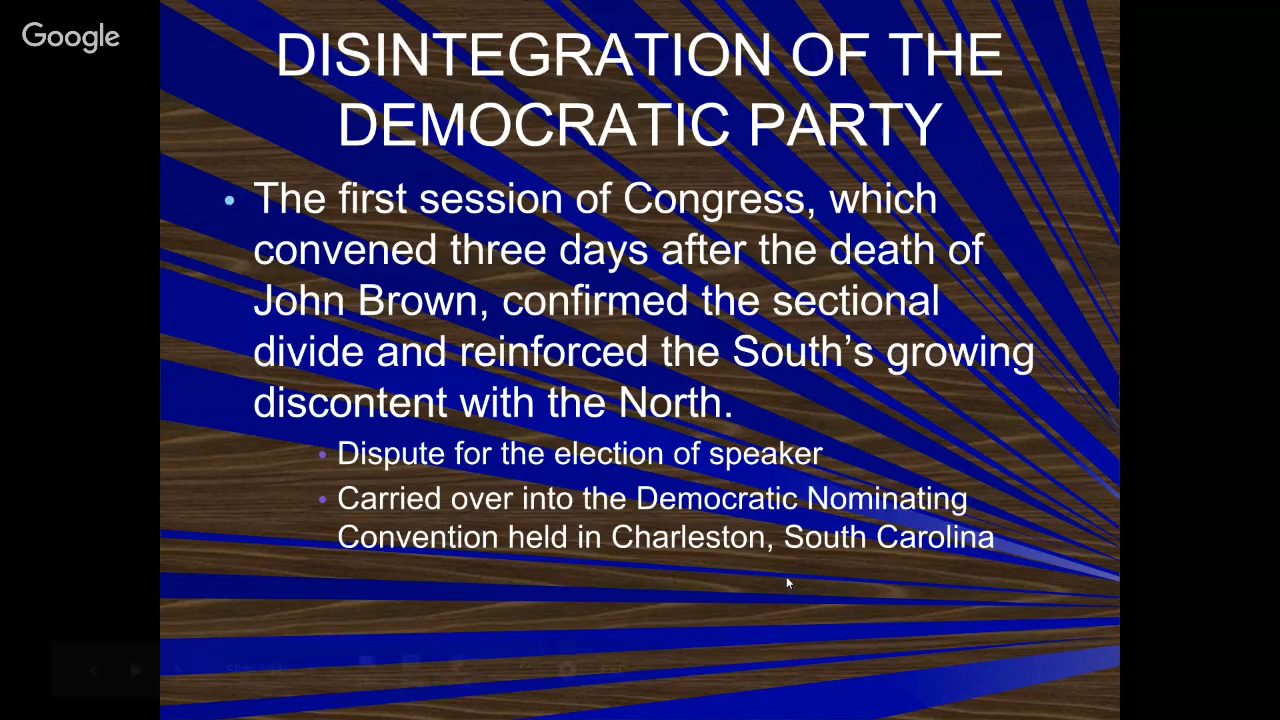 Google
DISINTEGRATION OF THE
DEMOCRATIC PARTY
• The first session of Congress, which
convened three days after the death of
John Brown, confirmed the sectional
divide and reinforced the South’s growing
discontent with the North.
• Dispute for the election of speaker
• Carried over into the Democratic Nominating
Convention held in Charleston, South Carolina